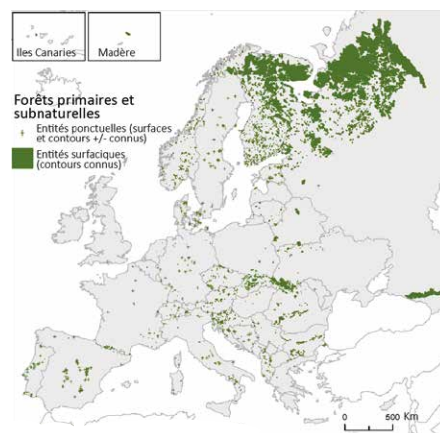 Iles Canaries
Madère
Forêts primaires et
subnaturelles
Entités ponctuelles (surfaces
et contours +/- connus)
Entités surfaciques
(contours connus)
0 500 Km